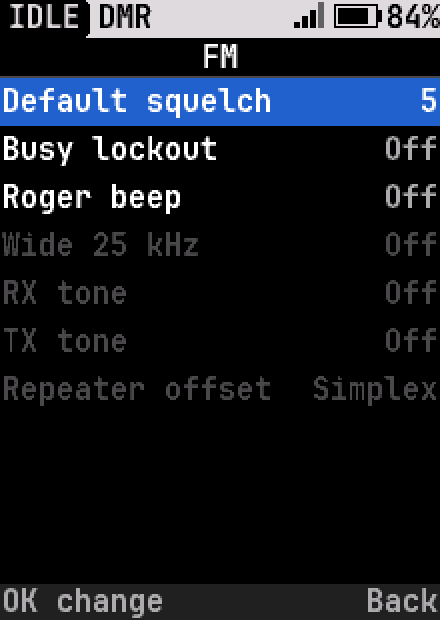 IDLE DMR 84%
FM
Default squelch 5
Busy lockout Off
Roger beep Off
Wide 25 kHz Off
RX tone Off
TX tone Off
Repeater offset Simplex
OK change Back